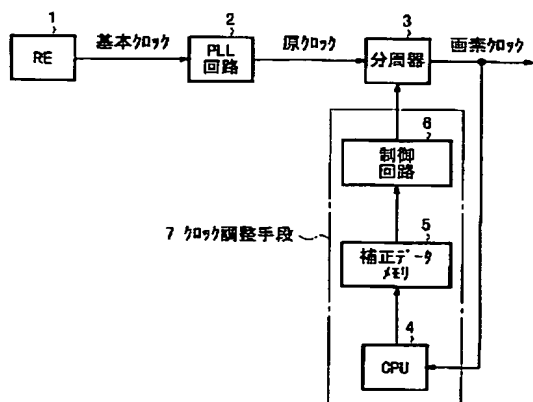 1
RE
基本クロック
2
PLL
回路
原クロック
3
分周器
画素クロック
6
制御
回路
7 クロック調整手段
5
補正データ
メモリ
4
CPU